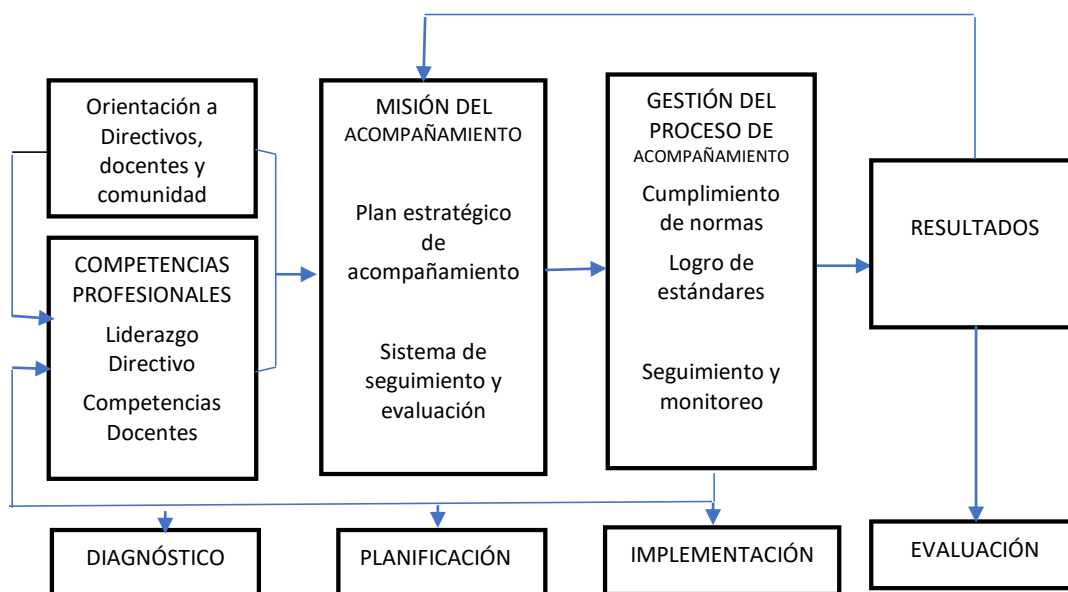 Orientación a
Directivos,
docentes y
comunidad
COMPETENCIAS
PROFESIONALES
Liderazgo
Directivo
Competencias
Docentes
MISIÓN DEL
ACOMPAÑAMIENTO
Plan estratégico
de
acompañamiento
Sistema de
seguimiento y
evaluación
GESTIÓN DEL
PROCESO DE
ACOMPAÑAMIENTO
Cumplimiento
de normas
Logro de
estándares
Seguimiento y
monitoreo
RESULTADOS
DIAGNÓSTICO
PLANIFICACIÓN
IMPLEMENTACIÓN
EVALUACIÓN